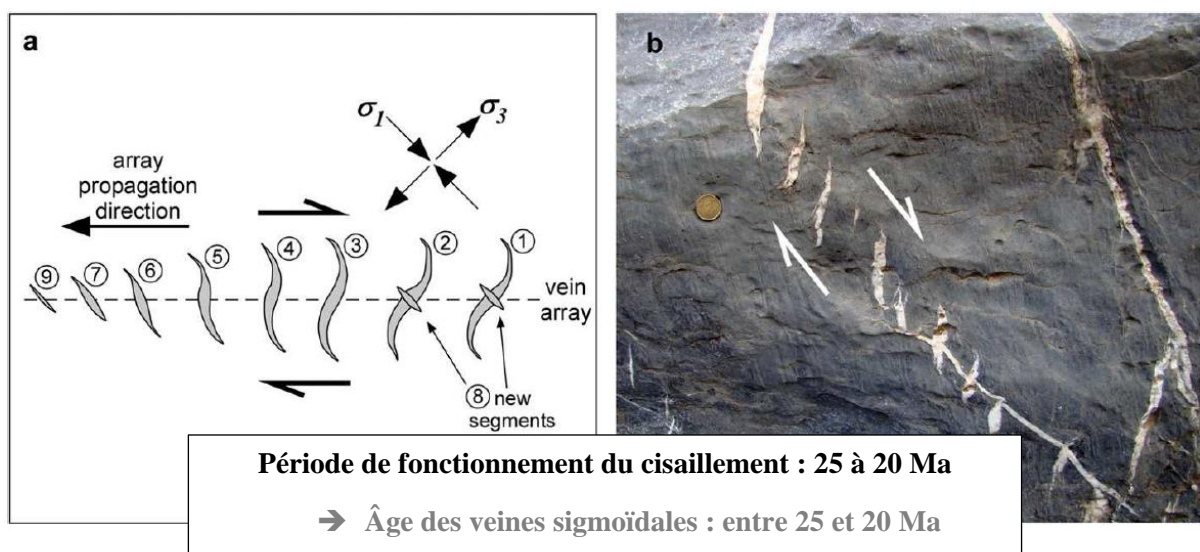 a
σ1 σ3
array
propagation
direction
⑨ ⑦ ⑥ ⑤ ④ ③ ② ①
vein
array
⑧ new
segments
b
Période de fonctionnement du cisaillement : 25 à 20 Ma
➔ Âge des veines sigmoïdales : entre 25 et 20 Ma